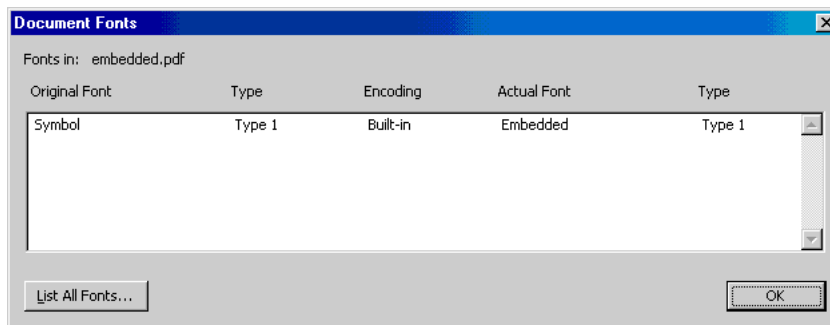 Document Fonts
Fonts in: embedded.pdf
Original Font Type Encoding Actual Font Type
Symbol Type 1 Built-in Embedded Type 1
List All Fonts... OK